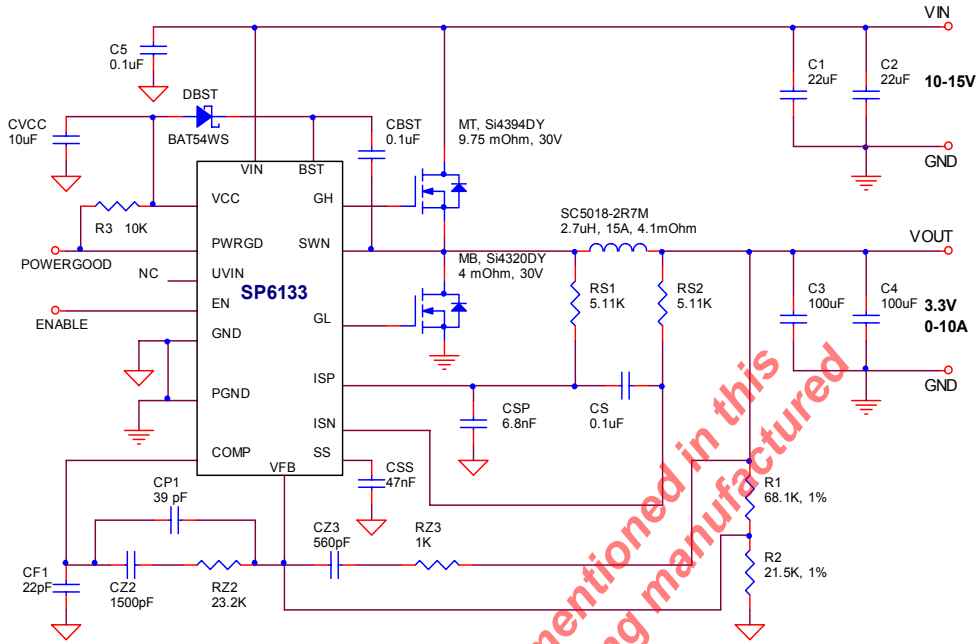 VIN
C5
0.1uF
C1
22uF
C2
22uF
10-15V
DBST
BAT54WS
CVCC
10uF
CBST
0.1uF
MT, Si4394DY
9.75 mOhm, 30V
GND
VIN
BST
VCC
GH
R3 10K
SC5018-2R7M
2.7uH, 15A, 4.1mOhm
PWRGD
SWN
VOUT
POWERGOOD
NC
UVIN
SP6133
MB, Si4320DY
4 mOhm, 30V
RS1
5.11K
RS2
5.11K
C3
100uF
C4
100uF
3.3V
0-10A
EN
ENABLE
GL
GND
GND
PGND
ISP
CSP
6.8nF
CS
0.1uF
ISN
COMP
VFB
SS
CSS
47nF
CP1
39 pF
R1
68.1K, 1%
CZ3
560pF
RZ3
1K
CF1
22pF
CZ2
1500pF
RZ2
23.2K
R2
21.5K, 1%
mentioned in this
ng manufactured